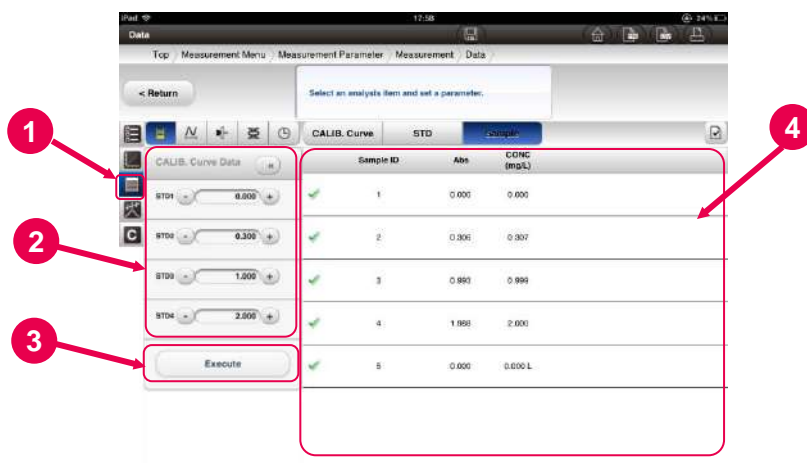 iPad 17:58 24%
Data
Top Measurement Menu Measurement Parameter Measurement Data
< Return
Select an analysis item and set a parameter.
CALIB. Curve STD Sample
CALIB. Curve Data
Sample ID Abs CONC (mg/L)
STD1 - 0.000 +
1 0.000 0.000
STD2 - 0.300 +
2 0.306 0.307
STD3 - 1.000 +
3 0.993 0.999
STD4 - 2.000 +
4 1.988 2.000
Execute
5 0.000 0.000 L
C
1
2
3
4